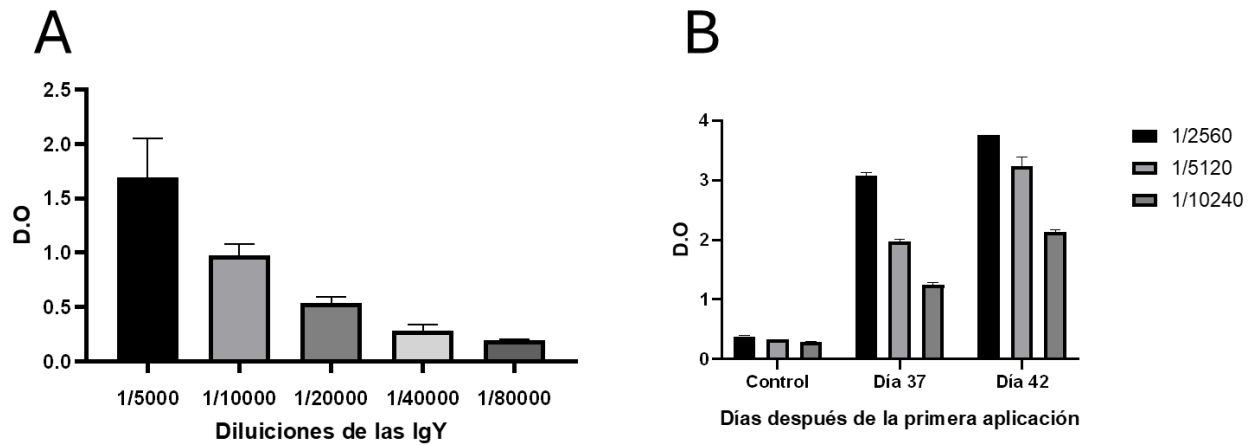 A
2.5
2.0
1.5
1.0
0.5
0.0
D.O
1/5000 1/10000 1/20000 1/40000 1/80000
Diluiciones de las IgY
B
4
3
2
1
0
D.O
Control Día 37 Día 42
Días después de la primera aplicación
1/2560
1/5120
1/10240